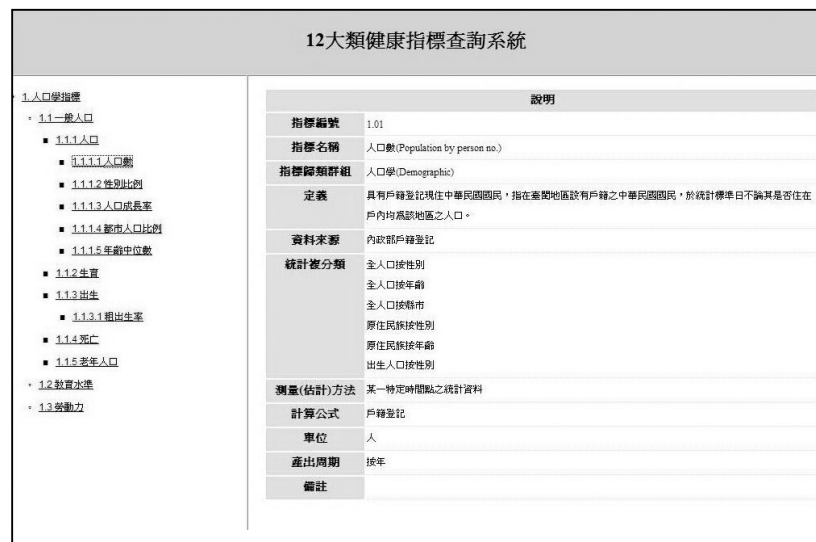 12大類健康指標查詢系統
1. 人口學指標
1.1 一般人口
1.1.1 人口
1.1.1.1 人口數
1.1.1.2 性別比例
1.1.1.3 人口成長率
1.1.1.4 都市人口比例
1.1.1.5 年齡中位數
1.1.2 生育
1.1.3 出生
1.1.3.1 粗出生率
1.1.4 死亡
1.1.5 老年人口
1.2 教育水準
1.3 勞動力
說明
指標編號 1.01
指標名稱 人口數(Population by person no.)
指標歸類群組 人口學(Demographic)
定義 具有戶籍登記現住中華民國國民,指在臺閩地區設有戶籍之中華民國國民,於統計標準日不論其是否住在
戶內均為該地區之人口。
資料來源 內政部戶籍登記
統計複分類 全人口按性別
全人口按年齡
全人口按縣市
原住民族按性別
原住民族按年齡
出生人口按性別
測量(估計)方法 某一特定時間點之統計資料
計算公式 戶籍登記
單位 人
產出周期 按年
備註